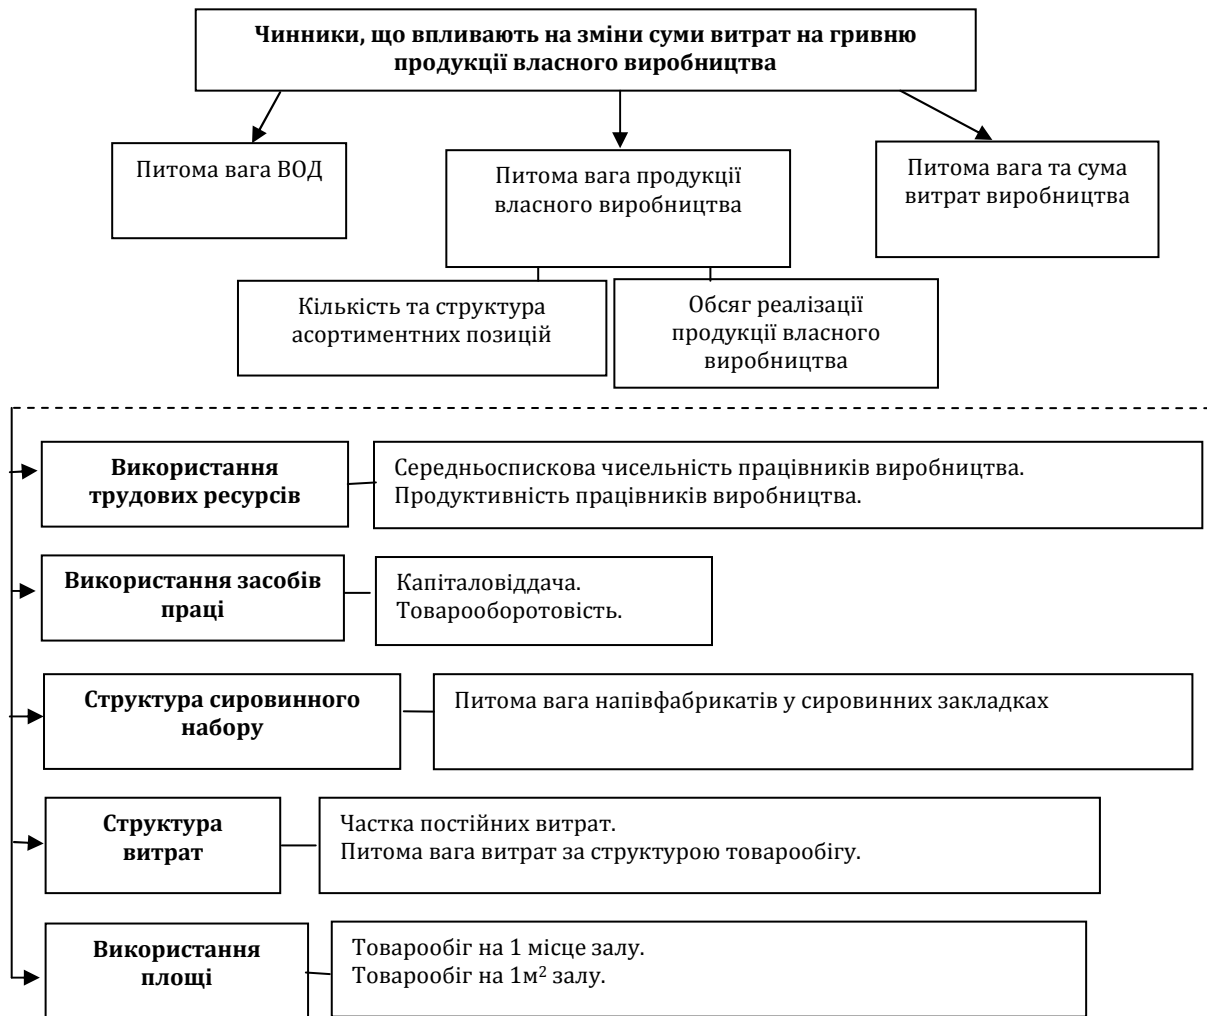 Чинники, що впливають на зміни суми витрат на гривню
продукції власного виробництва
Питома вага ВОД
Питома вага продукції
власного виробництва
Питома вага та сума
витрат виробництва
Кількість та структура
асортиментних позицій
Обсяг реалізації
продукції власного
виробництва
Використання
трудових ресурсів
Середньоспискова чисельність працівників виробництва.
Продуктивність працівників виробництва.
Використання засобів
праці
Капіталовіддача.
Товарооборотовість.
Структура сировинного
набору
Питома вага напівфабрикатів у сировинних закладках
Структура
витрат
Частка постійних витрат.
Питома вага витрат за структурою товарообігу.
Використання
площі
Товарообіг на 1 місце залу.
Товарообіг на 1м² залу.